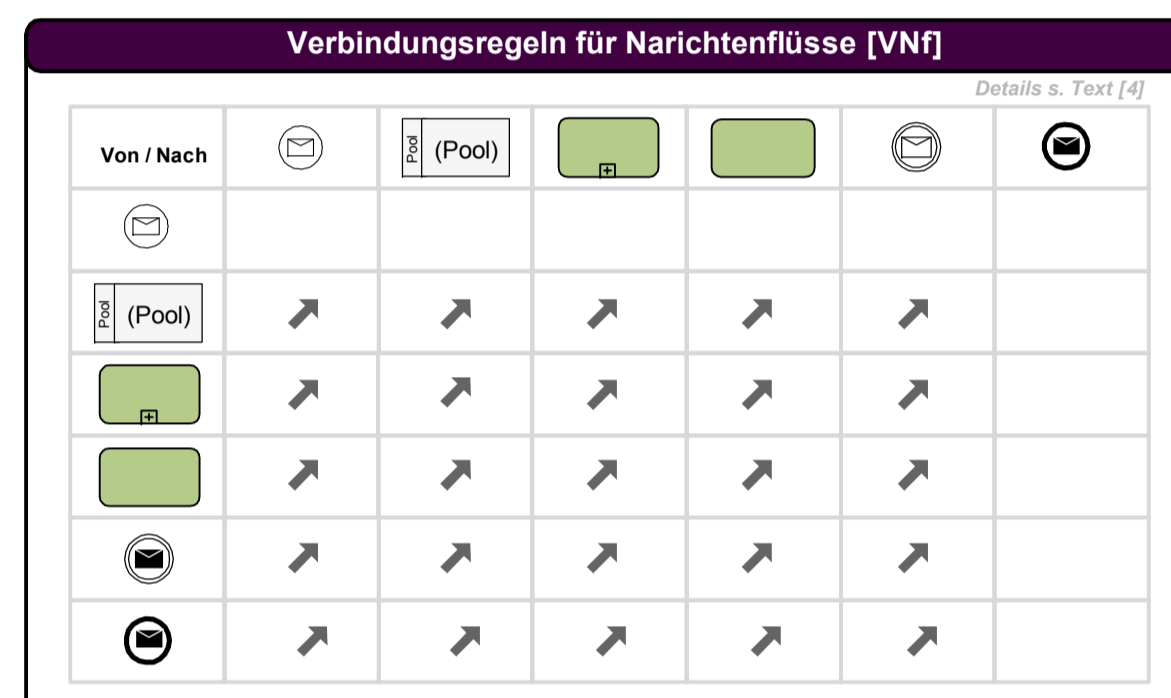 Verbindungsregeln für Narichtenflüsse [VNf]
Details s. Text [4]
Von / Nach
Pool
(Pool)
Pool
(Pool)